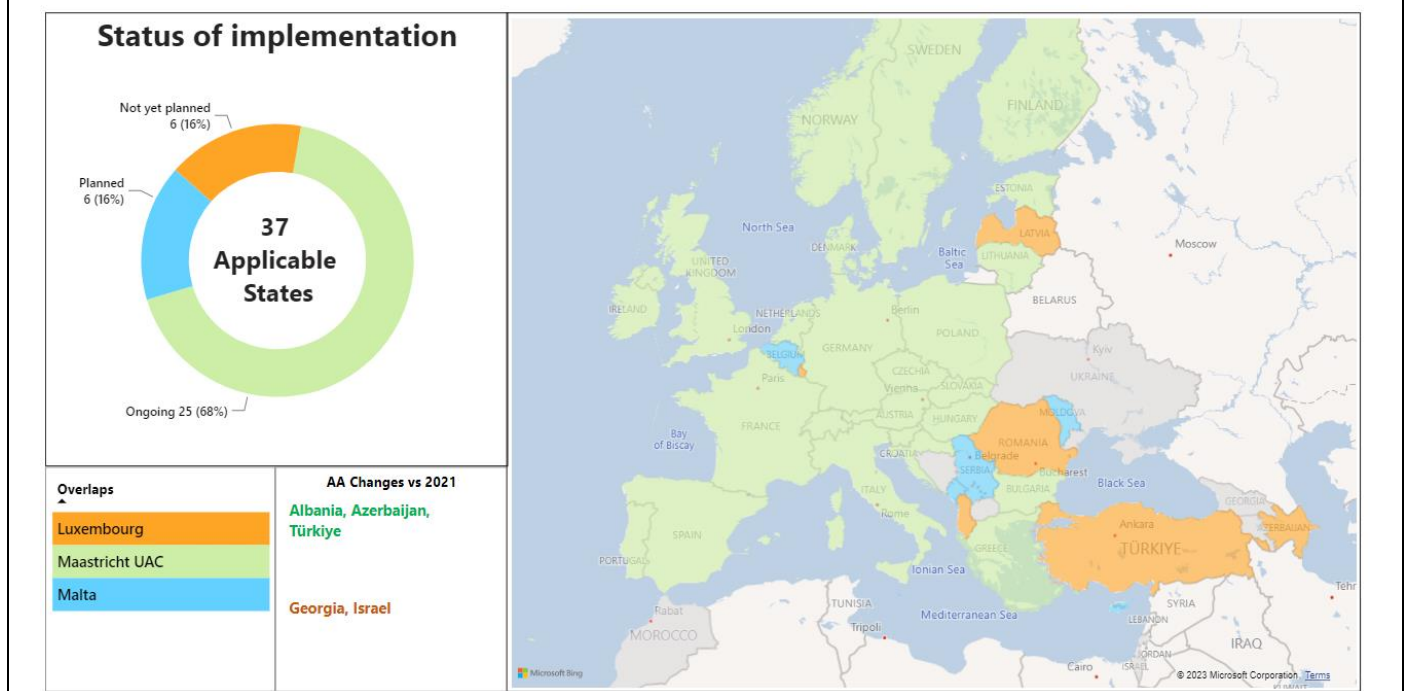 Status of implementation
Not yet planned
6 (16%)
Planned
6 (16%)
37
Applicable
States
Ongoing 25 (68%)
Overlaps
Luxembourg
Maastricht UAC
Malta
AA Changes vs 2021
Albania, Azerbaijan,
Türkiye
Georgia, Israel
SWEDEN
FINLAND
NORWAY
ESTONIA
North Sea
LATVIA
Moscow
DENMARK
Baltic
Sea
LITHUANIA
UNITED
KINGDOM
BELARUS
IRELAND
NETHERLANDS
Berlin
London
POLAND
BELGIUM
GERMANY
Kyiv
UKRAINE
Paris
CZECHIA
Vienna
SLOVAKIA
AUSTRIA
HUNGARY
MOLDOVA
FRANCE
Bay
of Biscay
ROMANIA
CROATIA
Belgrade
SERBIA
Bucharest
Black Sea
ITALY
BULGARIA
GEORGIA
Rome
Ankara
AZERBAIJAN
SPAIN
TÜRKIYE
PORTUGAL
GREECE
Ionian Sea
Tehr
Rabat
TUNISIA
Mediterranean Sea
SYRIA
LEBANON
MOROCCO
Tripoli
IRAQ
JORDAN
Cairo
ISRAEL
Microsoft Bing
© 2023 Microsoft Corporation Terms
KUWAIT